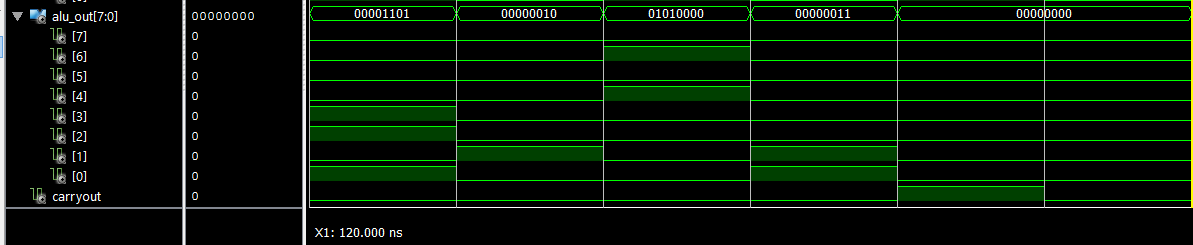 alu_out[7:0] 00000000 00001101 00000010 01010000 00000011 00000000
[7] 0
[6] 0
[5] 0
[4] 0
[3] 0
[2] 0
[1] 0
[0] 0
carryout 0
X1: 120.000 ns